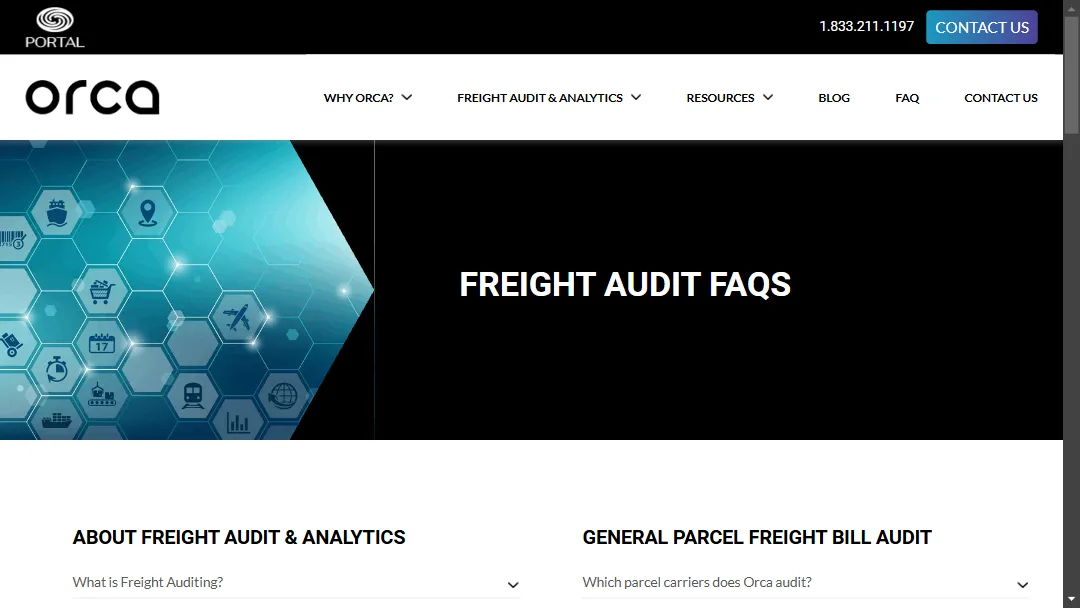 PORTAL
1.833.211.1197
CONTACT US
orca
WHY ORCA?
FREIGHT AUDIT & ANALYTICS
RESOURCES
BLOG
FAQ
CONTACT US
FREIGHT AUDIT FAQS
17
ABOUT FREIGHT AUDIT & ANALYTICS
What is Freight Auditing?
GENERAL PARCEL FREIGHT BILL AUDIT
Which parcel carriers does Orca audit?